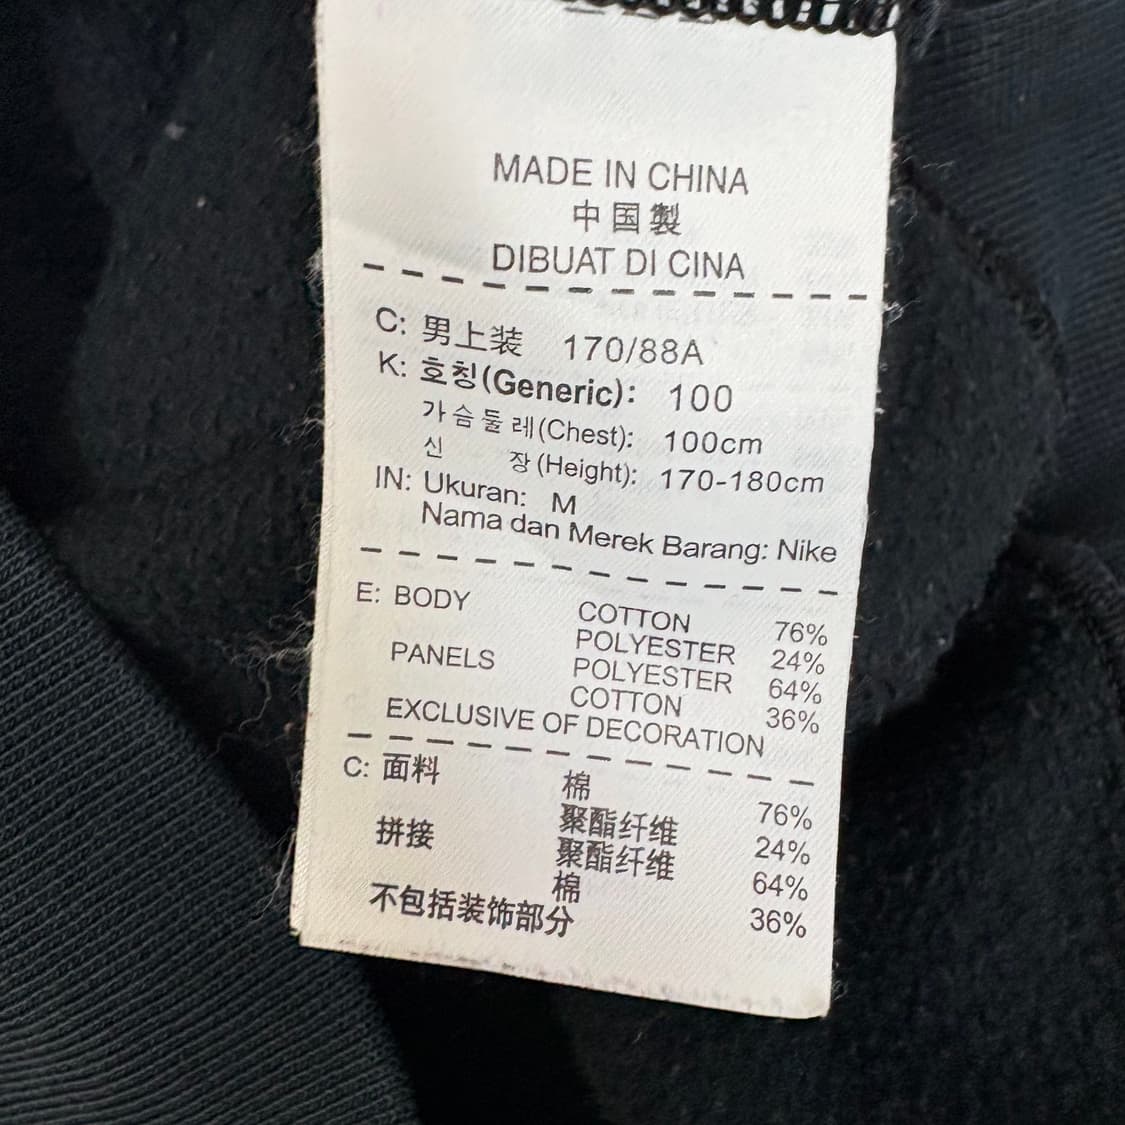 MADE IN CHINA
中国製
DIBUAT DI CINA
C: 男上装 170/88A
K: 호칭(Generic): 100
가슴둘레(Chest): 100cm
신 장(Height): 170-180cm
IN: Ukuran: M
Nama dan Merek Barang: Nike
E: BODY COTTON 76%
POLYESTER 24%
PANELS POLYESTER 64%
COTTON 36%
EXCLUSIVE OF DECORATION
C: 面料 棉 76%
聚酯纤维 24%
拼接 聚酯纤维 64%
棉 36%
不包括装饰部分